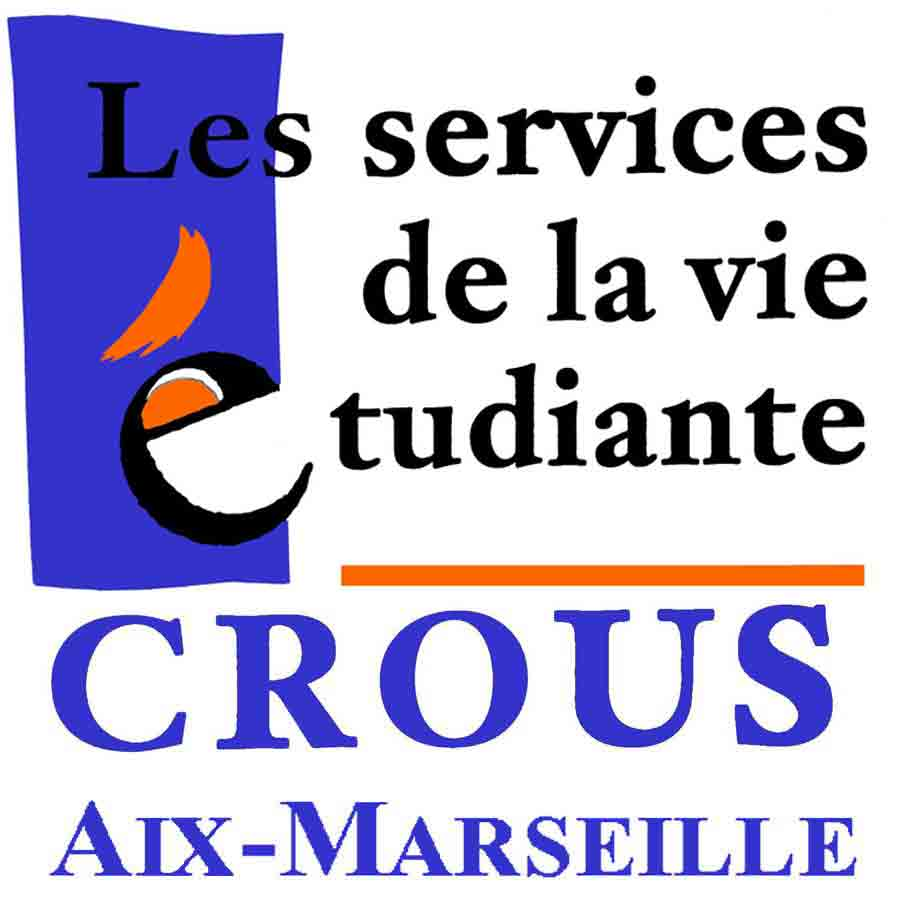 Les services
de la vie
étudiante
CROUS
AIX-MARSEILLE